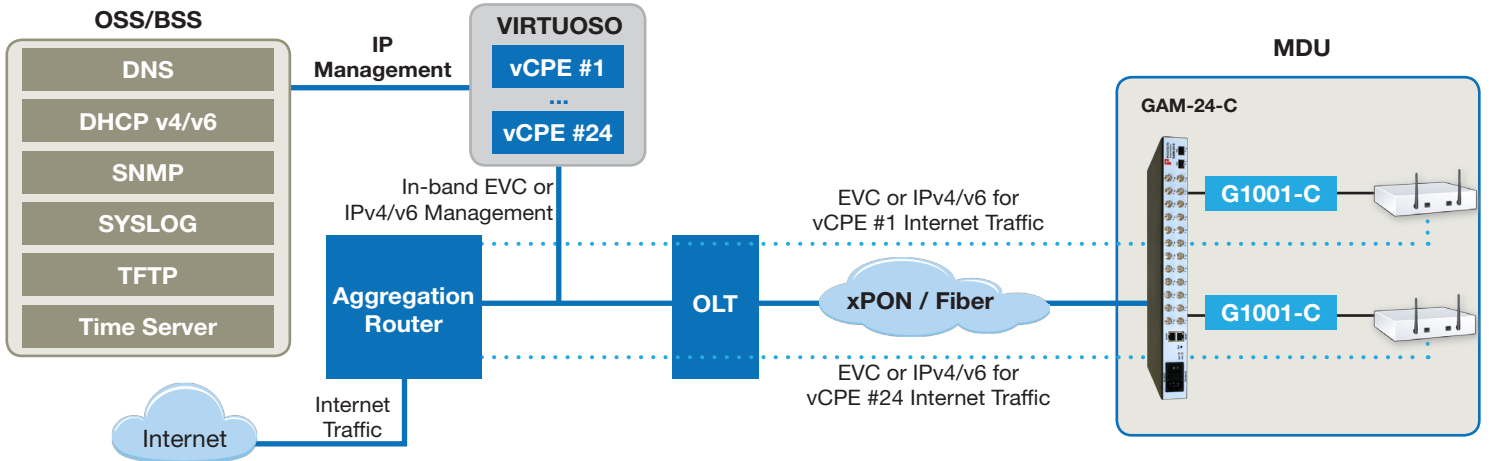 OSS/BSS
DNS
DHCP v4/v6
SNMP
SYSLOG
TFTP
Time Server
IP
Management
VIRTUOSO
vCPE #1
...
vCPE #24
In-band EVC or
IPv4/v6 Management
Aggregation
Router
Internet
Traffic
Internet
OLT
EVC or IPv4/v6 for
vCPE #1 Internet Traffic
xPON / Fiber
EVC or IPv4/v6 for
vCPE #24 Internet Traffic
MDU
GAM-24-C
G1001-C
G1001-C